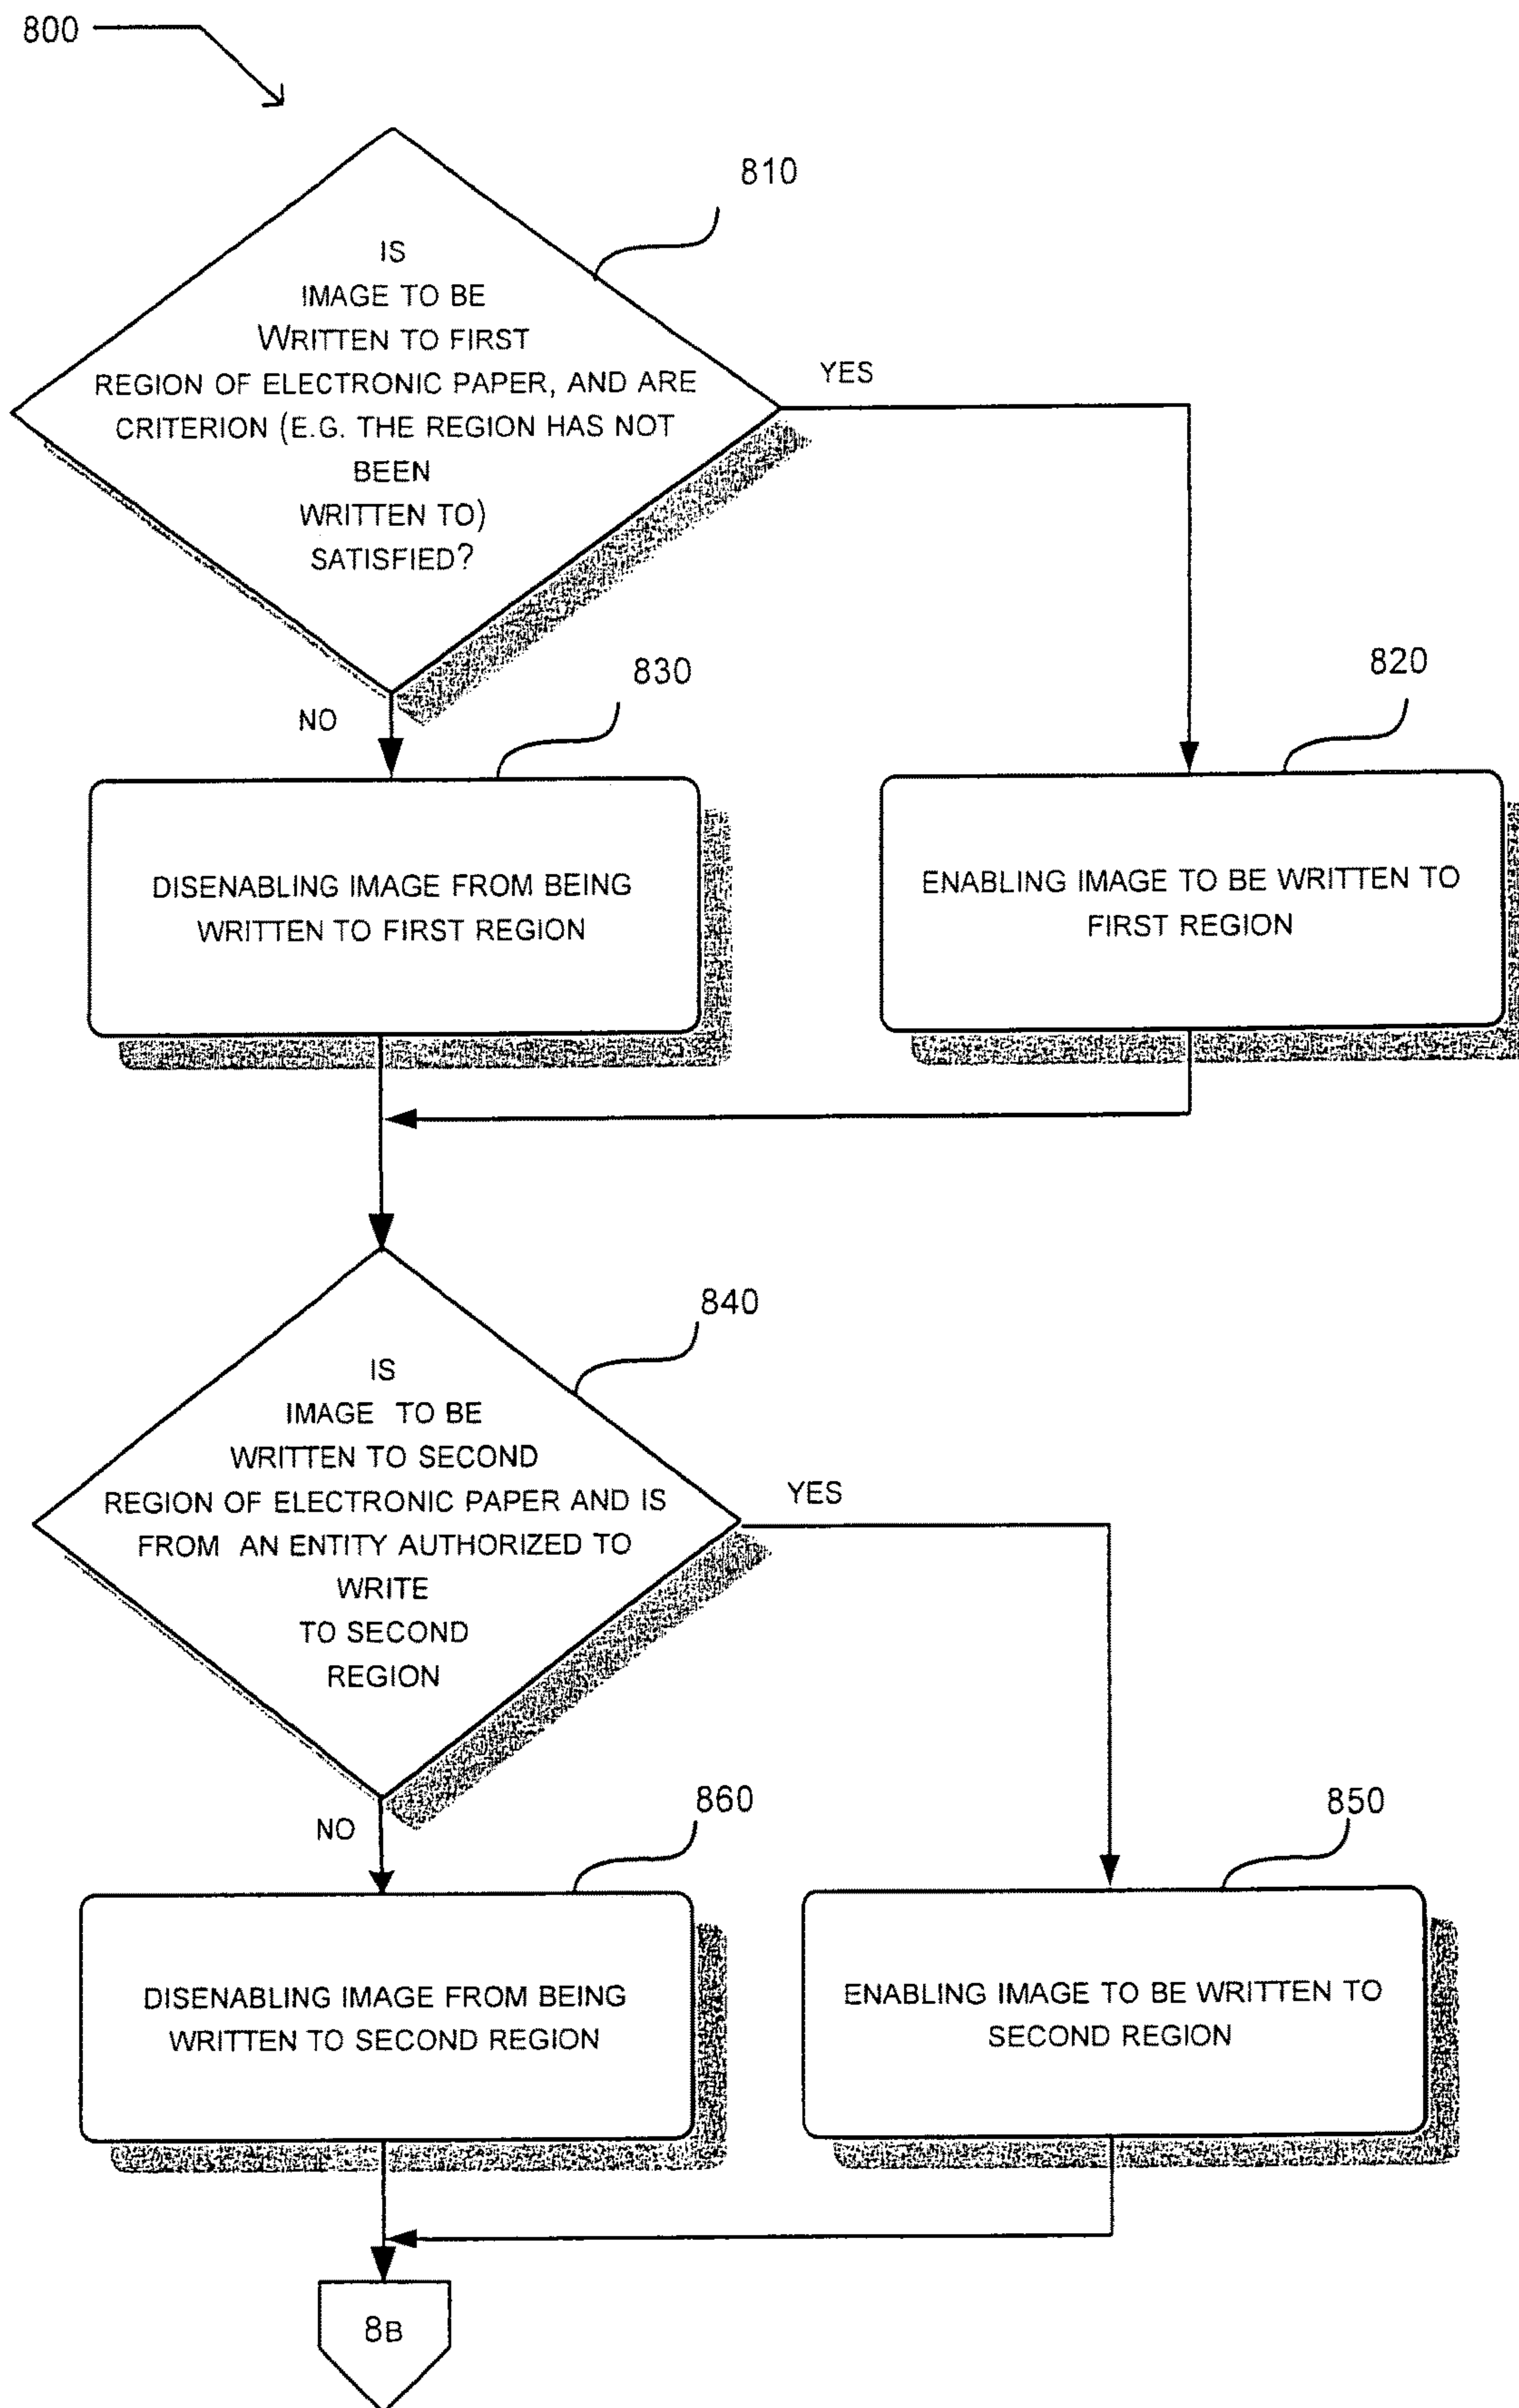 800
810
IS
IMAGE TO BE
WRITTEN TO FIRST
REGION OF ELECTRONIC PAPER, AND ARE
CRITERION (E.G. THE REGION HAS NOT
BEEN
WRITTEN TO)
SATISFIED?
YES
NO
830
820
DISENABLING IMAGE FROM BEING
WRITTEN TO FIRST REGION
ENABLING IMAGE TO BE WRITTEN TO
FIRST REGION
840
IS
IMAGE TO BE
WRITTEN TO SECOND
REGION OF ELECTRONIC PAPER AND IS
FROM AN ENTITY AUTHORIZED TO
WRITE
TO SECOND
REGION
YES
NO
860
850
DISENABLING IMAGE FROM BEING
WRITTEN TO SECOND REGION
ENABLING IMAGE TO BE WRITTEN TO
SECOND REGION
8B